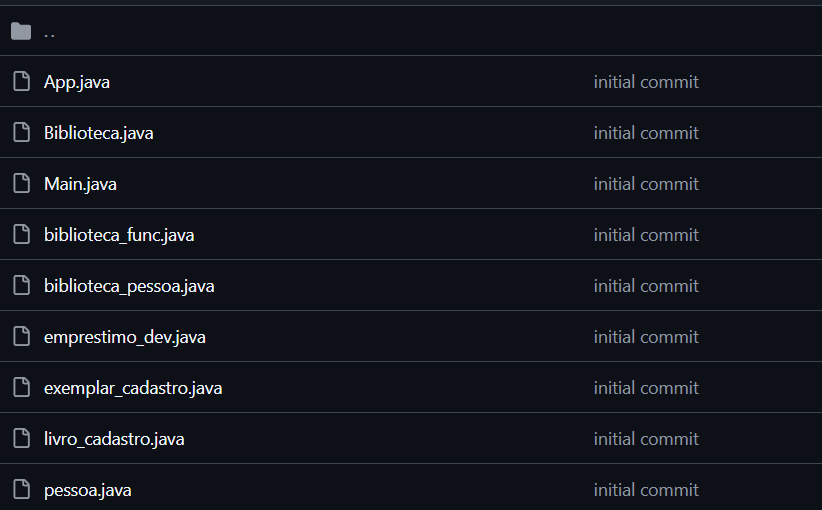 ..
App.java initial commit
Biblioteca.java initial commit
Main.java initial commit
biblioteca_func.java initial commit
biblioteca_pessoa.java initial commit
emprestimo_dev.java initial commit
exemplar_cadastro.java initial commit
livro_cadastro.java initial commit
pessoa.java initial commit